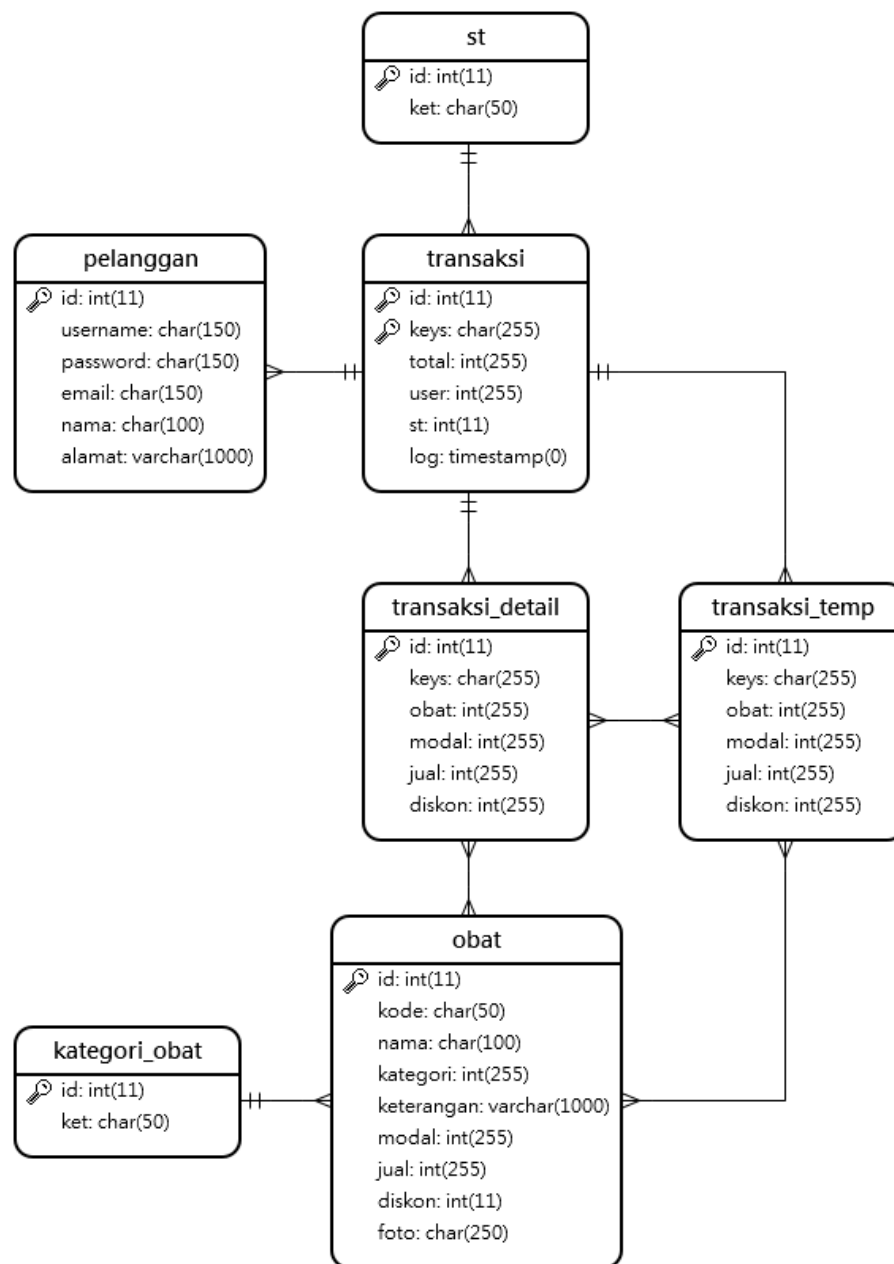 st
id: int(11)
ket: char(50)
pelanggan
id: int(11)
username: char(150)
password: char(150)
email: char(150)
nama: char(100)
alamat: varchar(1000)
transaksi
id: int(11)
keys: char(255)
total: int(255)
user: int(255)
st: int(11)
log: timestamp(0)
transaksi_detail
id: int(11)
keys: char(255)
obat: int(255)
modal: int(255)
jual: int(255)
diskon: int(255)
transaksi_temp
id: int(11)
keys: char(255)
obat: int(255)
modal: int(255)
jual: int(255)
diskon: int(255)
obat
id: int(11)
kode: char(50)
nama: char(100)
kategori: int(255)
keterangan: varchar(1000)
modal: int(255)
jual: int(255)
diskon: int(11)
foto: char(250)
kategori_obat
id: int(11)
ket: char(50)